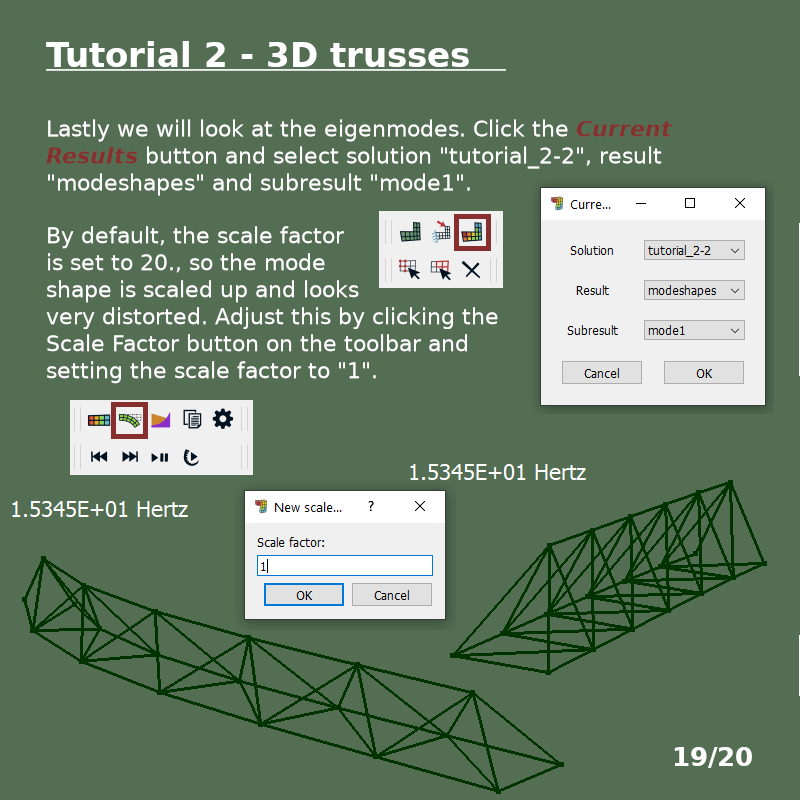 Tutorial 2 - 3D trusses
Lastly we will look at the eigenmodes. Click the Current
Results button and select solution "tutorial_2-2", result
"modeshapes" and subresult "mode1".
By default, the scale factor
is set to 20., so the mode
shape is scaled up and looks
very distorted. Adjust this by clicking the
Scale Factor button on the toolbar and
setting the scale factor to "1".
Curre...
Solution
tutorial_2-2
Result
modeshapes
Subresult
mode1
Cancel
OK
1.5345E+01 Hertz
1.5345E+01 Hertz
New scale...
?
Scale factor:
1
OK
Cancel
19/20